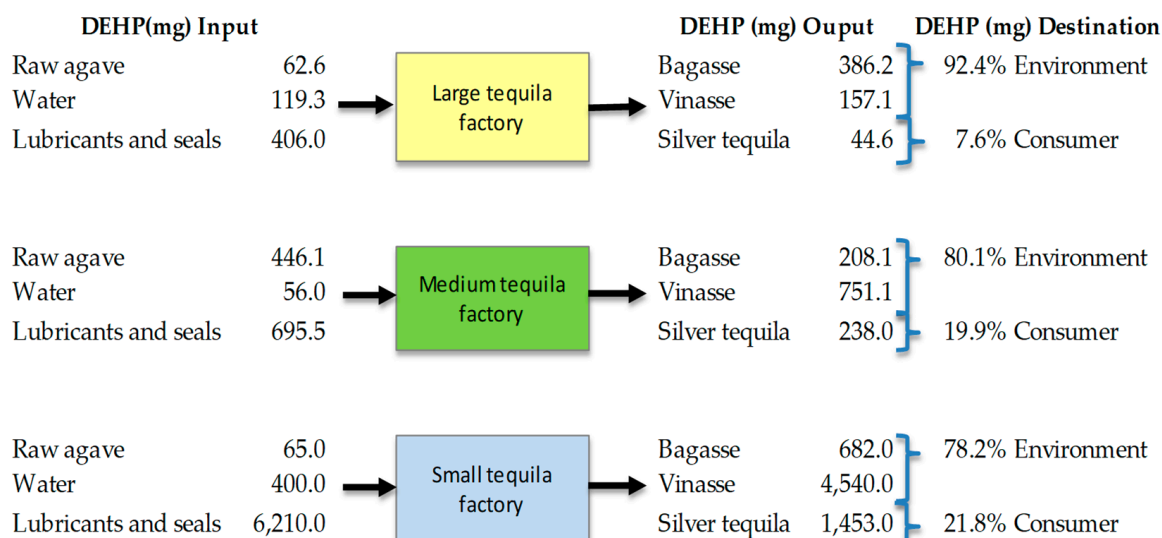 DEHP(mg) Input DEHP (mg) Ouput DEHP (mg) Destination
Raw agave 62.6 Bagasse 386.2 92.4% Environment
Water 119.3 Large tequila factory Vinasse 157.1
Lubricants and seals 406.0 Silver tequila 44.6 7.6% Consumer
Raw agave 446.1 Bagasse 208.1 80.1% Environment
Water 56.0 Medium tequila factory Vinasse 751.1
Lubricants and seals 695.5 Silver tequila 238.0 19.9% Consumer
Raw agave 65.0 Bagasse 682.0 78.2% Environment
Water 400.0 Small tequila factory Vinasse 4,540.0
Lubricants and seals 6,210.0 Silver tequila 1,453.0 21.8% Consumer